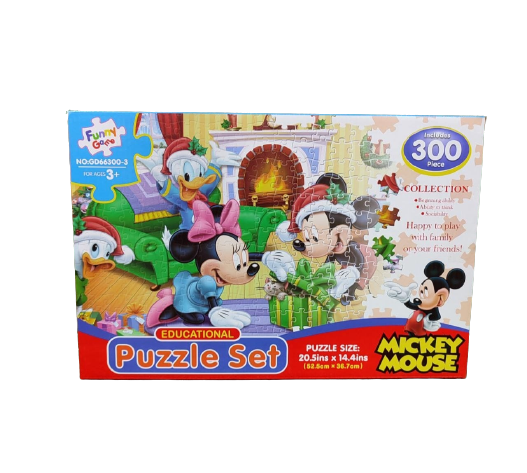 Funny
Game
NO:GD66300-3
FOR AGES 3+
Includes
300
Piece
COLLECTION
Happy to play
with family
or your friends!
EDUCATIONAL
Puzzle Set
PUZZLE SIZE:
20.5ins × 14.4ins
(52.5cm × 36.7cm)
MICKEY
MOUSE